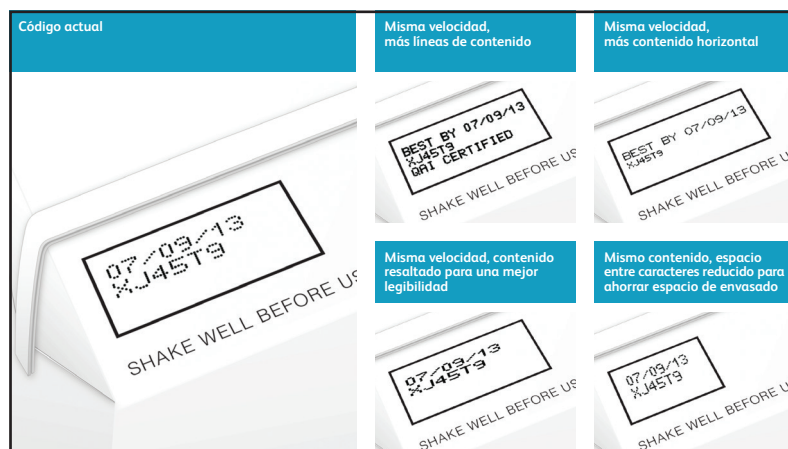 Código actual
07/09/13
XJ45T9
SHAKE WELL BEFORE US
Misma velocidad,
más líneas de contenido
BEST BY 07/09/13
XJ45T9
QAI CERTIFIED
SHAKE WELL BEFORE US
Misma velocidad,
más contenido horizontal
BEST BY 07/09/13
XJ45T9
SHAKE WELL BEFORE U
Misma velocidad, contenido
resaltado para una mejor
legibilidad
07/09/13
XJ45T9
SHAKE WELL BEFORE US
Mismo contenido, espacio
entre caracteres reducido para
ahorrar espacio de envasado
07/09/13
XJ45T9
SHAKE WELL BEFORE U